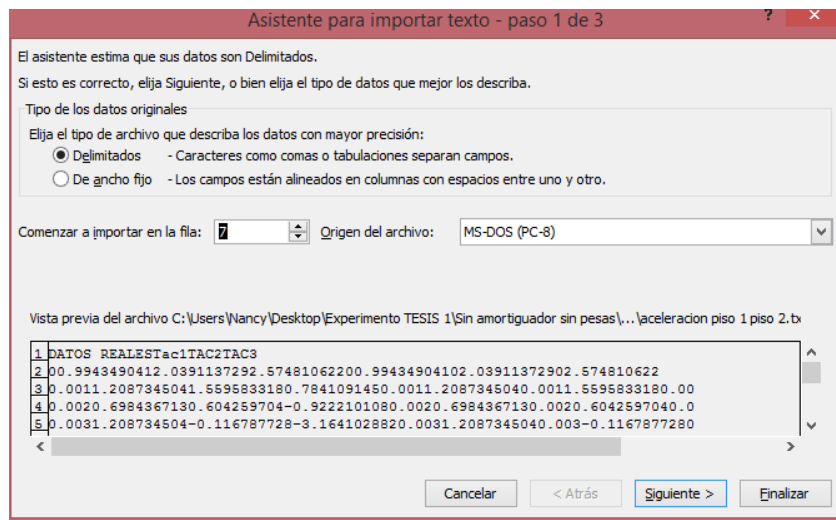 Asistente para importar texto - paso 1 de 3
?
×
El asistente estima que sus datos son Delimitados.
Si esto es correcto, elija Siguiente, o bien elija el tipo de datos que mejor los describa.
Tipo de los datos originales
Elija el tipo de archivo que describa los datos con mayor precisión:
Delimitados - Caracteres como comas o tabulaciones separan campos.
De ancho fijo - Los campos están alineados en columnas con espacios entre uno y otro.
Comenzar a importar en la fila: 7 Origen del archivo: MS-DOS (PC-8)
Vista previa del archivo C:\Users\Nancy\Desktop\Experimento TESIS 1\Sin amortiguador sin pesas\...\aceleracion piso 1 piso 2.tx
1 DATOS REALESTac1TAC2TAC3
2 00.9943490412.0391137292.57481062200.99434904102.03911372902.574810622
3 0.0011.2087345041.5595833180.7841091450.0011.2087345040.0011.5595833180.00
4 0.0020.6984367130.604259704-0.9222101080.0020.6984367130.0020.6042597040.0
5 0.0031.208734504-0.116787728-3.1641028820.0031.2087345040.003-0.1167877280
Cancelar < Atrás Siguiente > Finalizar